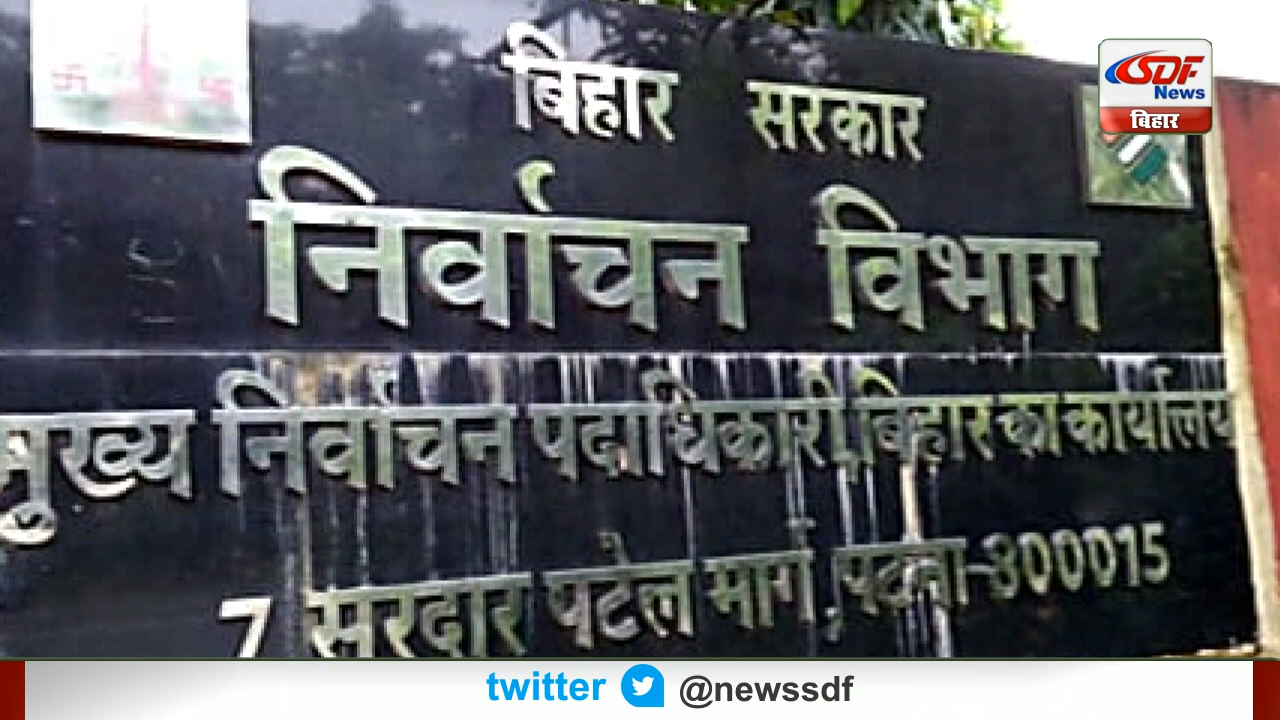 SDF
News
बिहार
बिहार सरकार
निर्वाचन विभाग
मुख्य निर्वाचन पदाधिकारी, बिहार का कार्यालय
7 सरदार पटेल मार्ग, पटना-800015
twitter @newssdf